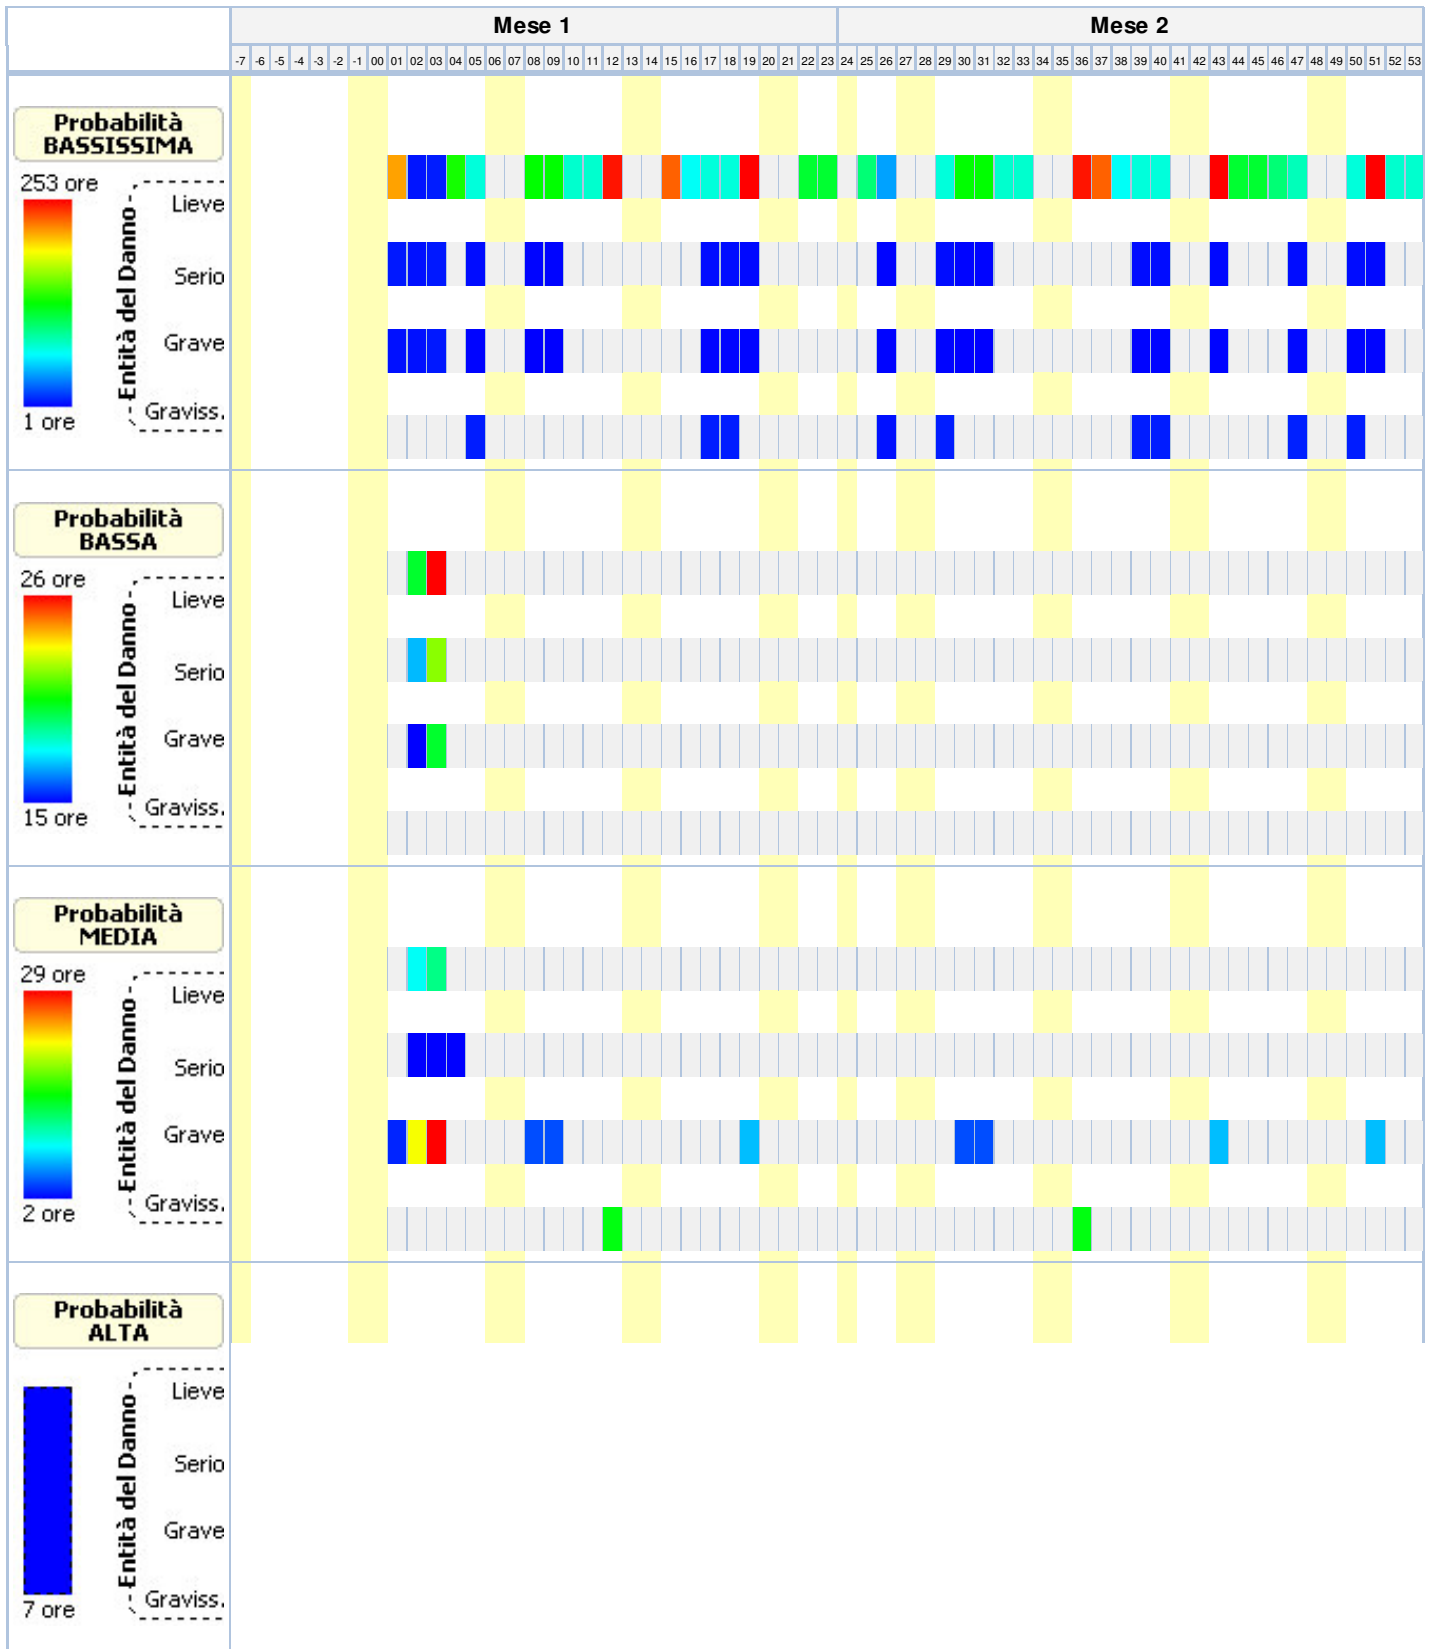 Mese 1 Mese 2
-7 -6 -5 -4 -3 -2 -1 00 01 02 03 04 05 06 07 08 09 10 11 12 13 14 15 16 17 18 19 20 21 22 23 24 25 26 27 28 29 30 31 32 33 34 35 36 37 38 39 40 41 42 43 44 45 46 47 48 49 50 51 52 53
Probabilità
BASSISSIMA
253 ore
Entità del Danno
Lieve
Serio
Grave
Graviss.
1 ore
Probabilità
BASSA
26 ore
Entità del Danno
Lieve
Serio
Grave
Graviss.
15 ore
Probabilità
MEDIA
29 ore
Entità del Danno
Lieve
Serio
Grave
Graviss.
2 ore
Probabilità
ALTA
Entità del Danno
Lieve
Serio
Grave
Graviss.
7 ore